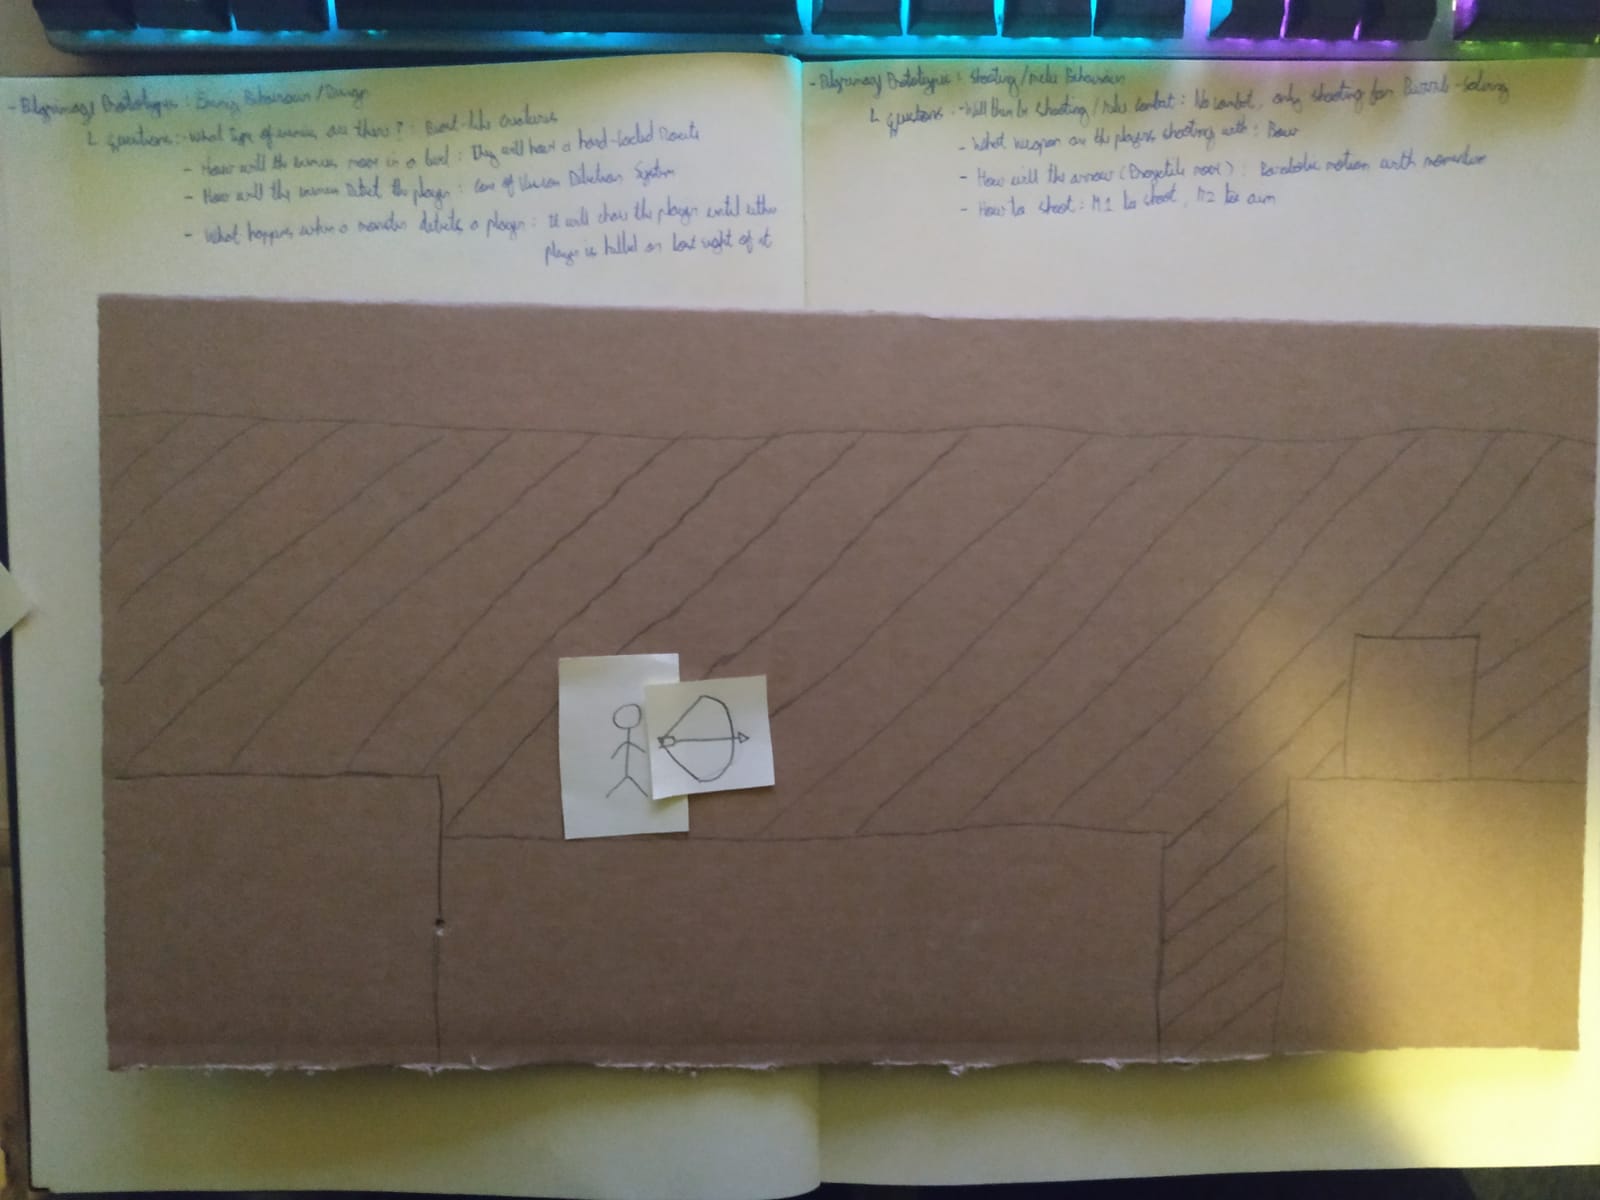 - Pilgrimary Prototypes : Enemy Behaviour / Design
L Questions : - What type of enemies are there ? : Beast-like Creatures
- How will the enemies move in a level : They will have a hard-coded Route
- How will the enemies Detect the player : Cone of Vision Detection System
- What happens when a monster detects a player : It will chase the player until either
player is killed or lost sight of it
- Pilgrimary Prototypes : Shooting / Melee Behaviour
L Questions : - Will there be shooting / melee combat : No combat, only shooting for Puzzle-solving
- What weapon are the players shooting with : Bow
- How will the arrow (Projectile move) : Parabolic motion with momentum
- How to shoot : M1 to shoot, M2 to aim